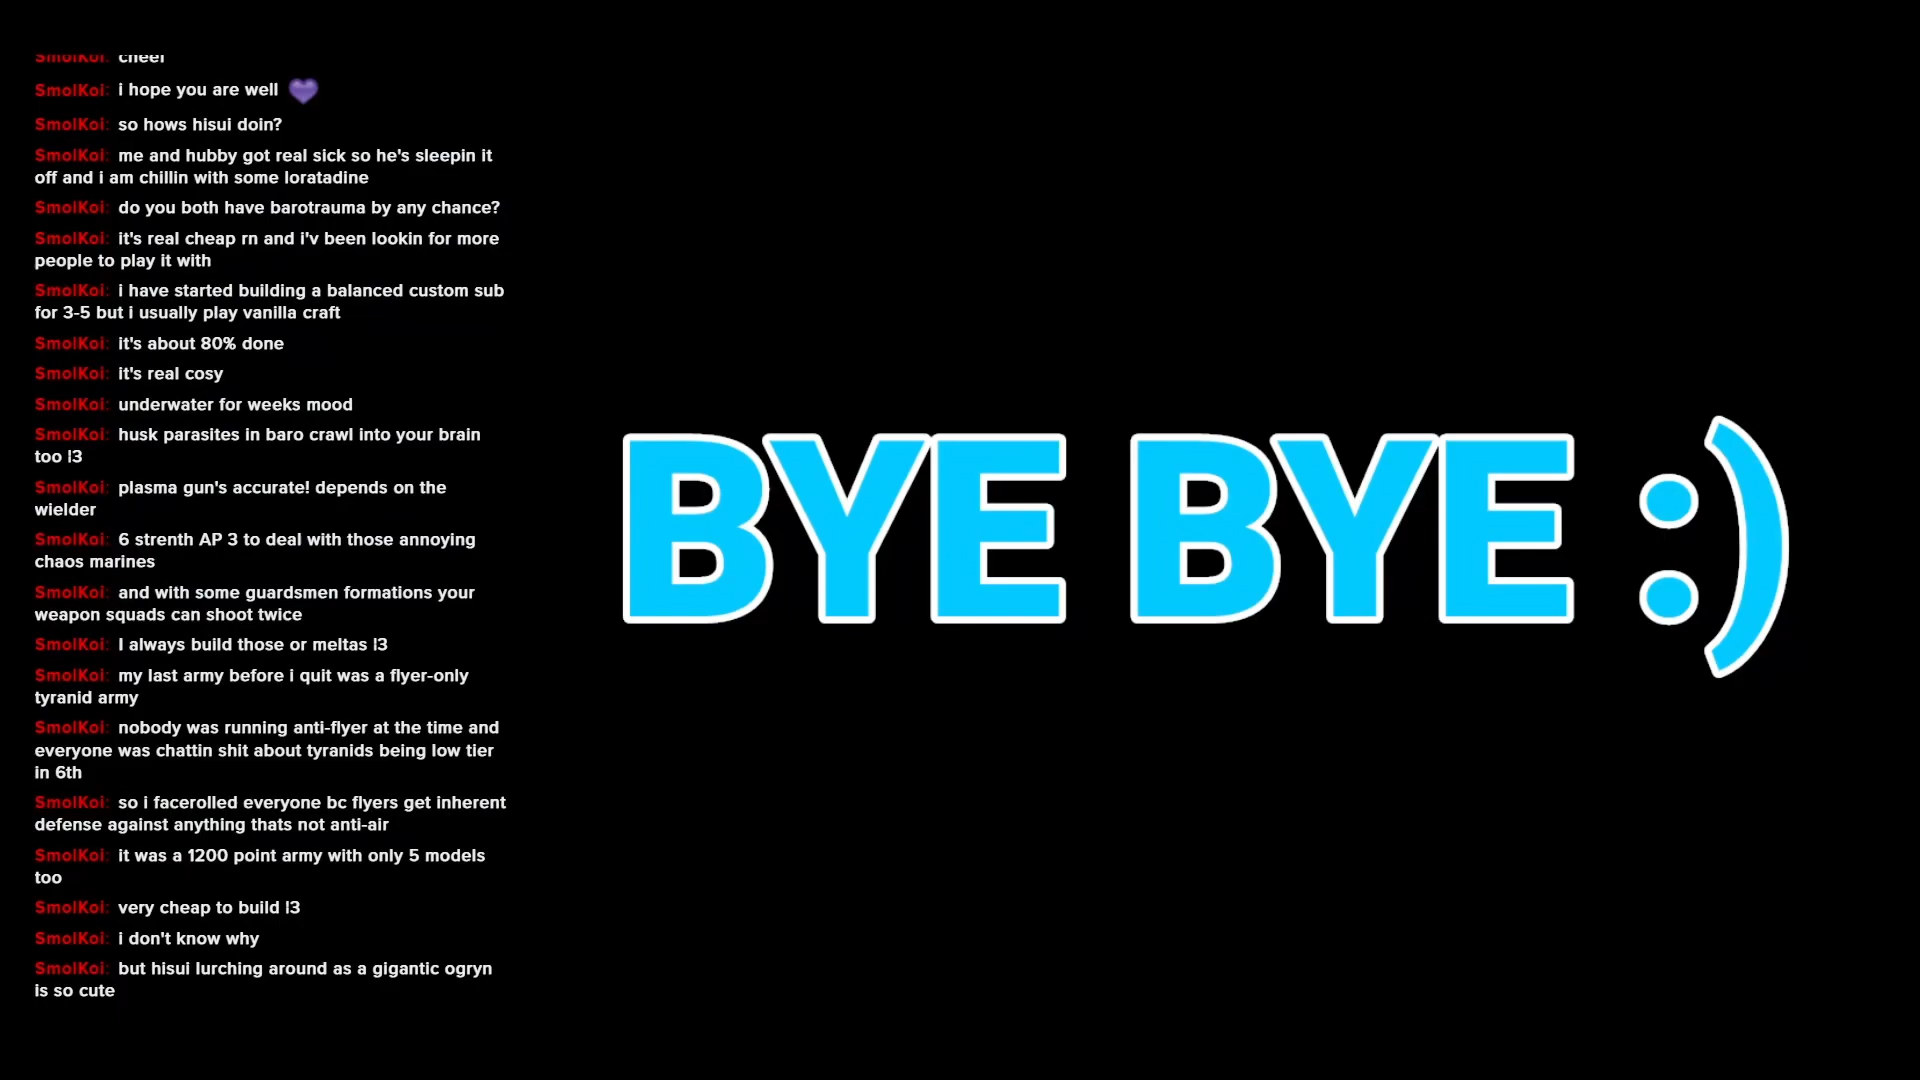 SmolKoi: cheer
SmolKoi: i hope you are well
SmolKoi: so hows hisui doin?
SmolKoi: me and hubby got real sick so he's sleepin it
off and i am chillin with some loratadine
SmolKoi: do you both have barotrauma by any chance?
SmolKoi: it's real cheap rn and i'v been lookin for more
people to play it with
SmolKoi: i have started building a balanced custom sub
for 3-5 but i usually play vanilla craft
SmolKoi: it's about 80% done
SmolKoi: it's real cosy
SmolKoi: underwater for weeks mood
SmolKoi: husk parasites in baro crawl into your brain
too l3
SmolKoi: plasma gun's accurate! depends on the
wielder
SmolKoi: 6 strenth AP 3 to deal with those annoying
chaos marines
SmolKoi: and with some guardsmen formations your
weapon squads can shoot twice
SmolKoi: I always build those or meltas l3
SmolKoi: my last army before i quit was a flyer-only
tyranid army
SmolKoi: nobody was running anti-flyer at the time and
everyone was chattin shit about tyranids being low tier
in 6th
SmolKoi: so i facerolled everyone bc flyers get inherent
defense against anything thats not anti-air
SmolKoi: it was a 1200 point army with only 5 models
too
SmolKoi: very cheap to build l3
SmolKoi: i don't know why
SmolKoi: but hisui lurching around as a gigantic ogryn
is so cute
BYE BYE :)